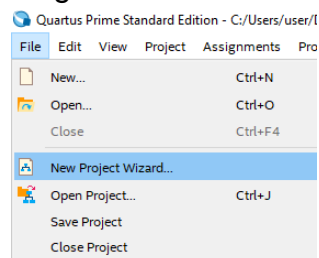 Quartus Prime Standard Edition - C:/Users/user/
File Edit View Project Assignments
New... Ctrl+N
Open... Ctrl+O
Close Ctrl+F4
New Project Wizard...
Open Project... Ctrl+J
Save Project
Close Project